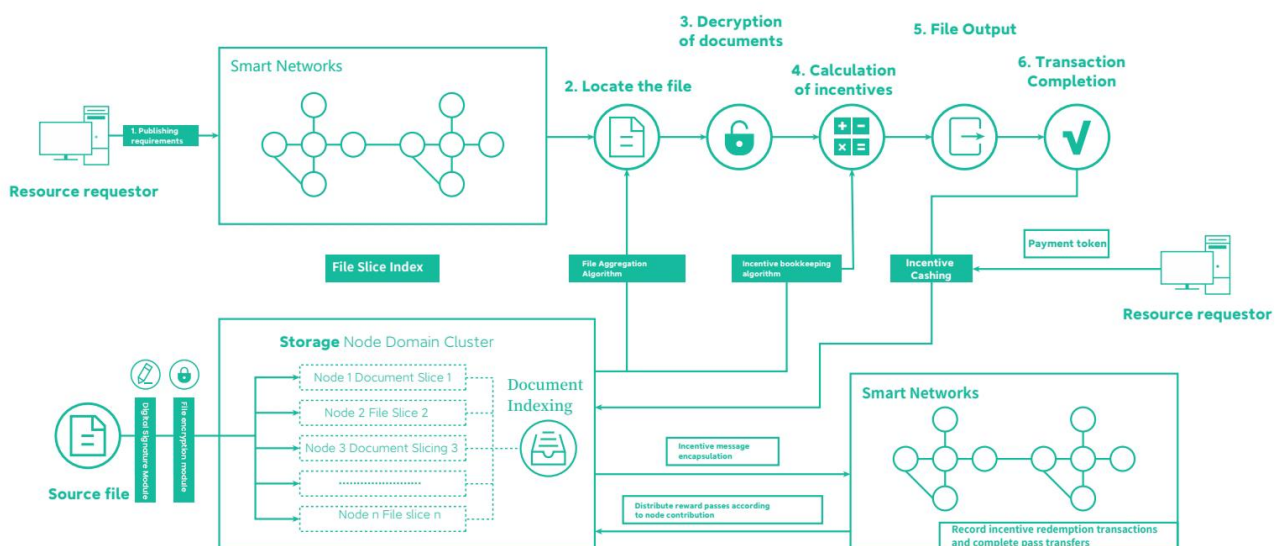 3. Decryption
of documents
5. File Output
Smart Networks
4. Calculation
of incentives
6. Transaction
Completion
2. Locate the file
1. Publishing
requirements
Resource requestor
Payment token
File Slice Index
File Aggregation
Algorithm
Incentive bookkeeping
algorithm
Incentive
Cashing
Resource requestor
Storage Node Domain Cluster
Node 1 Document Slice 1
Node 2 File Slice 2
Node 3 Document Slicing 3
........................
Node n File slice n
Document
Indexing
Digital Signature Module
File encryption module
Source file
Smart Networks
Incentive message
encapsulation
Distribute reward passes according
to node contribution
Record incentive redemption transactions
and complete pass transfers